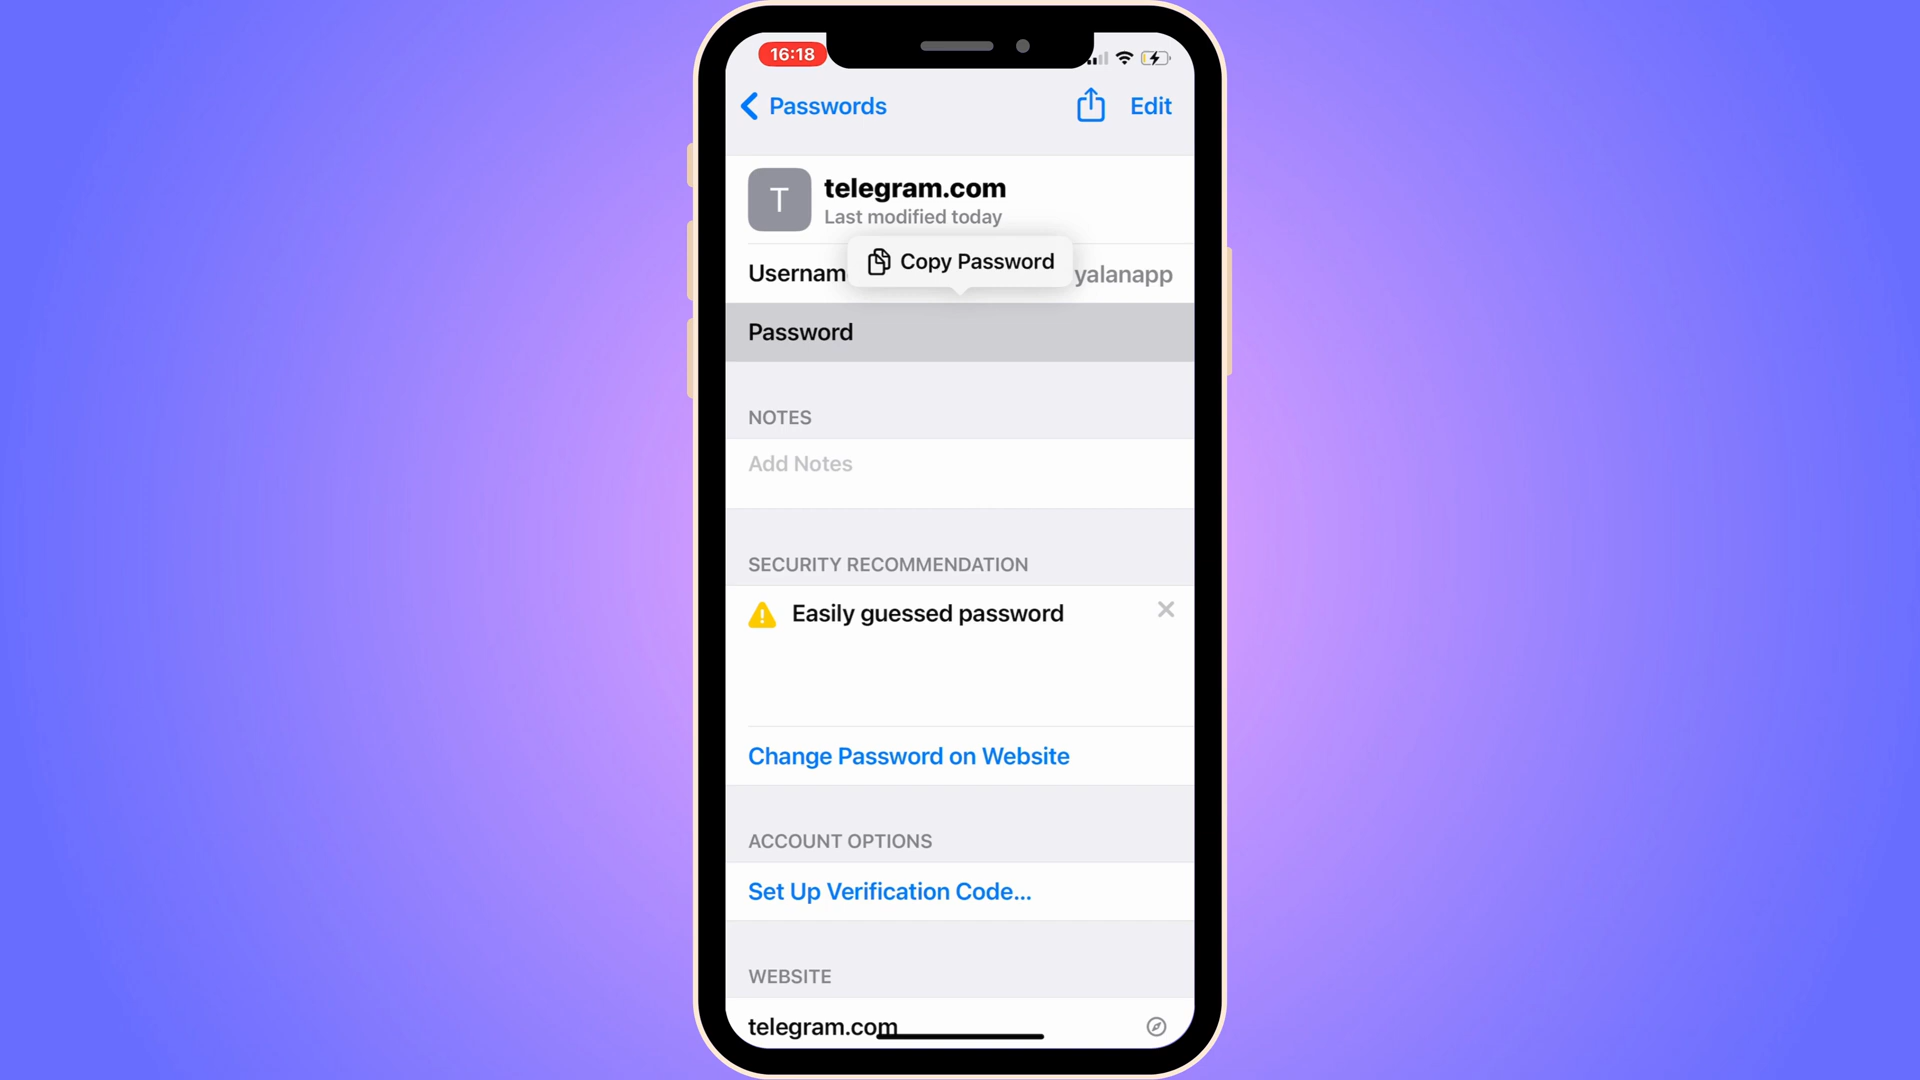 16:18
Passwords
Edit
T
telegram.com
Last modified today
Copy Password
Usernam
yalanapp
Password
NOTES
Add Notes
SECURITY RECOMMENDATION
Easily guessed password
Change Password on Website
ACCOUNT OPTIONS
Set Up Verification Code...
WEBSITE
telegram.com